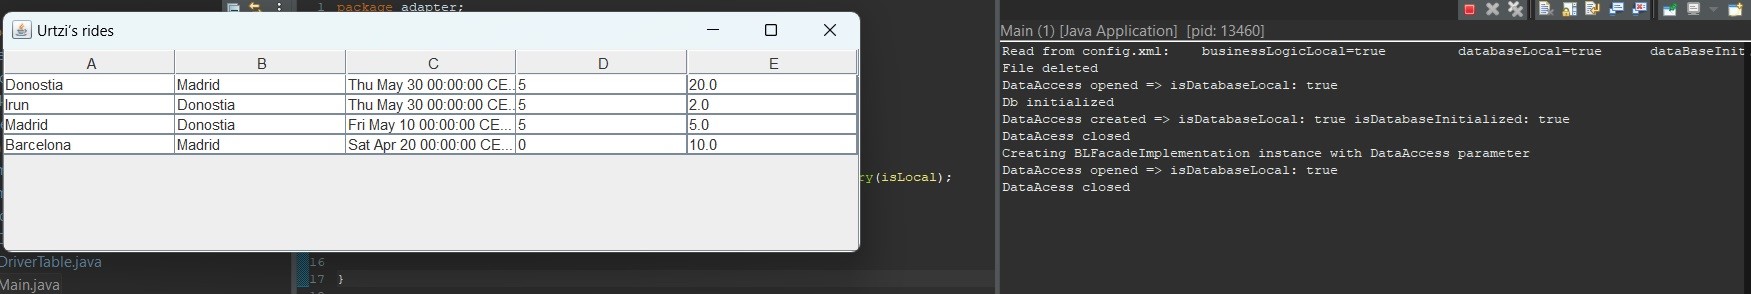 1 package adapter;
Urtzi's rides
A B C D E
Donostia Madrid Thu May 30 00:00:00 CE... 5 20.0
Irun Donostia Thu May 30 00:00:00 CE... 5 2.0
Madrid Donostia Fri May 10 00:00:00 CE... 5 5.0
Barcelona Madrid Sat Apr 20 00:00:00 CE... 0 10.0
ry(isLocal);
DriverTable.java
Main.java
16
17 }
Main (1) [Java Application] [pid: 13460]
Read from config.xml: businessLogicLocal=true databaseLocal=true dataBaseInit
File deleted
DataAccess opened => isDatabaseLocal: true
Db initialized
DataAccess created => isDatabaseLocal: true isDatabaseInitialized: true
DataAcess closed
Creating BLFacadeImplementation instance with DataAccess parameter
DataAccess opened => isDatabaseLocal: true
DataAcess closed